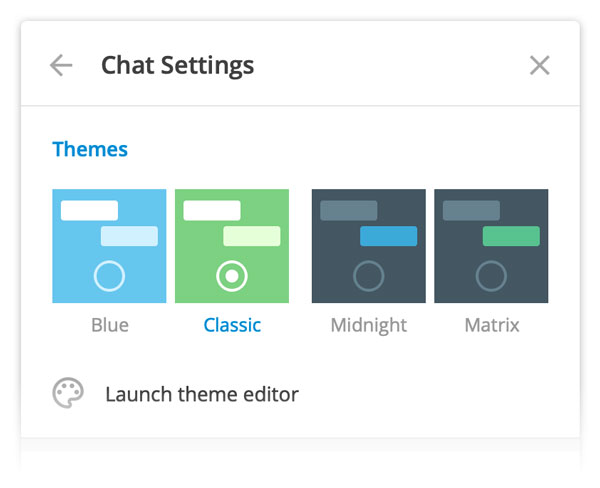 Chat Settings
Themes
Blue
Classic
Midnight
Matrix
Launch theme editor